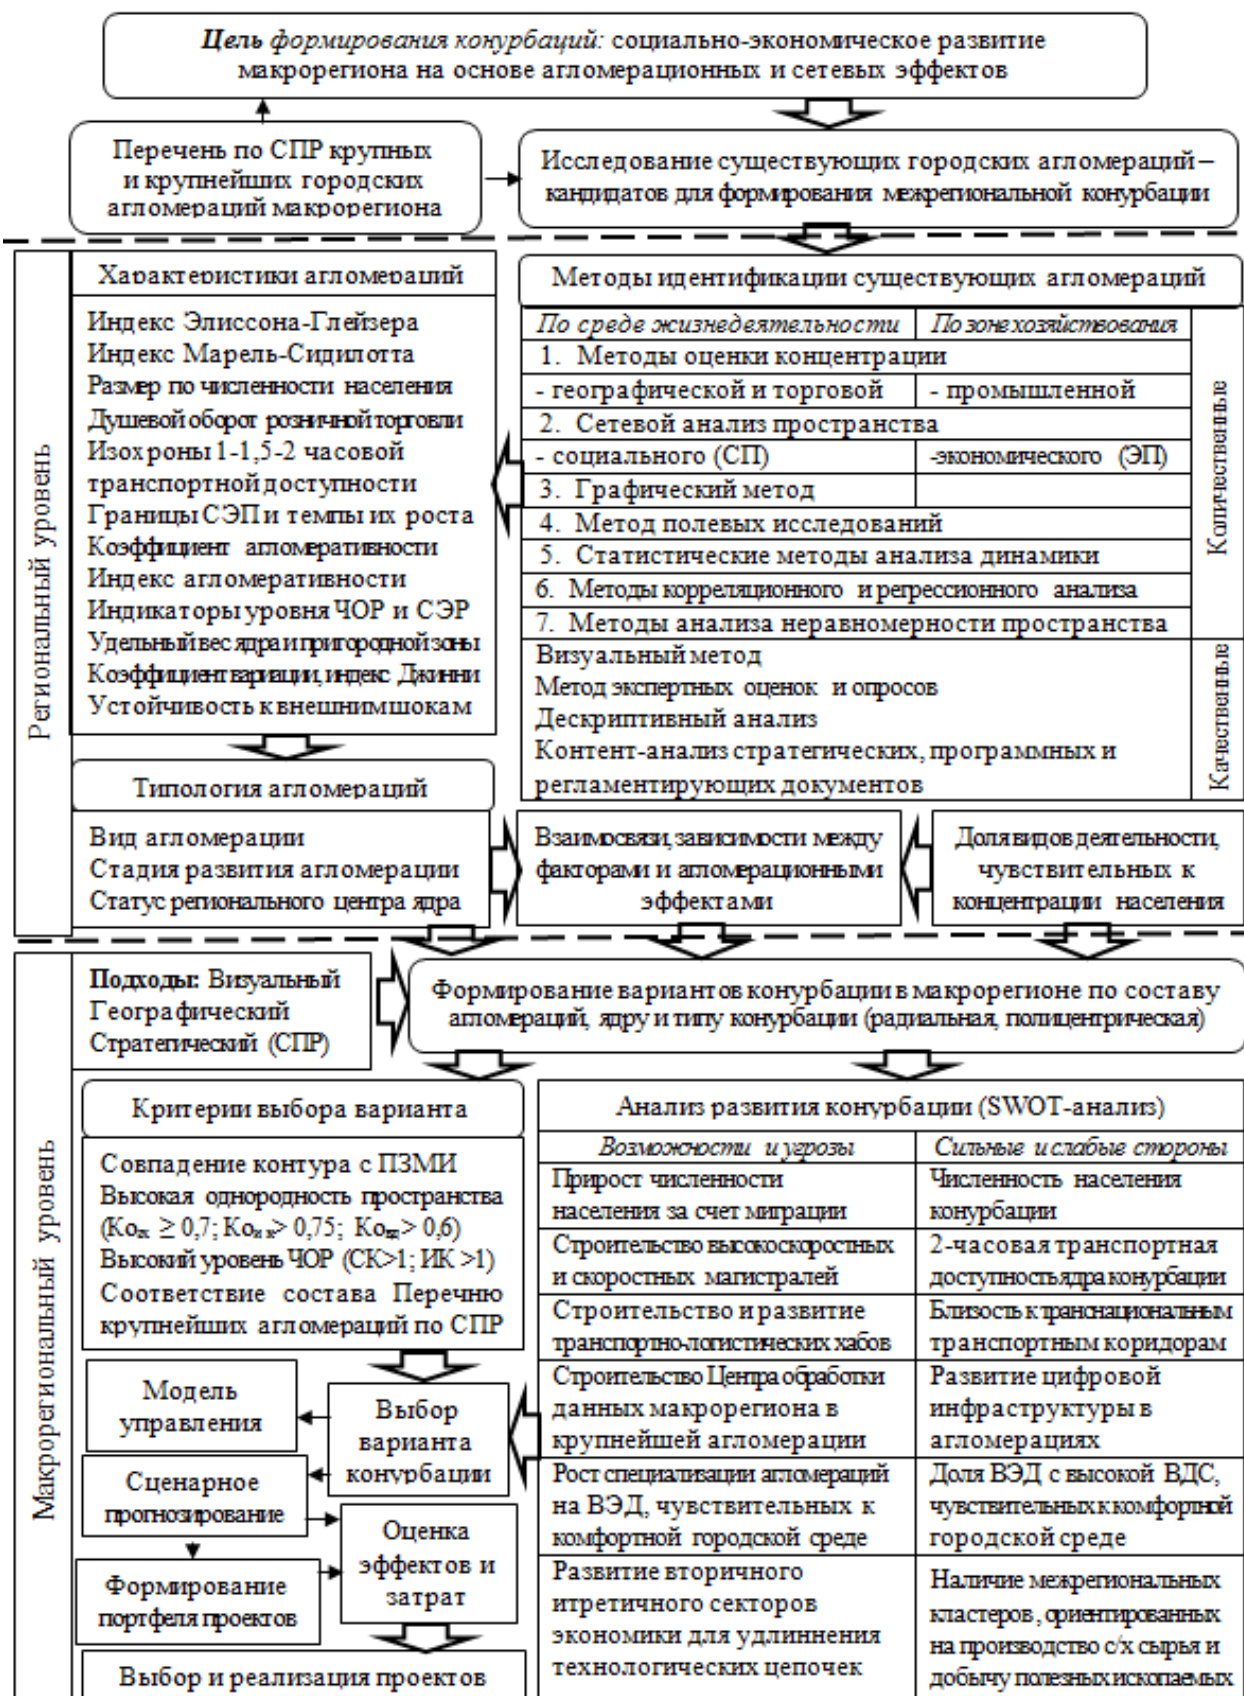 Цель формирования конурбаций: социально-экономическое развитие
макрорегиона на основе агломерационных и сетевых эффектов
Перечень по СПР крупных
и крупнейших городских
агломераций макрорегиона
Исследование существующих городских агломераций –
кандидатов для формирования межрегиональной конурбации
Региональный уровень
Характеристики агломераций
Индекс Элиссона-Глейзера
Индекс Марель-Сидилотта
Размер по численности населения
Душевой оборот розничной торговли
Изохроны 1-1,5-2 часовой
транспортной доступности
Границы СЭП и темпы их роста
Коэффициент агломеративности
Индекс агломеративности
Индикаторы уровня ЧОР и СЭР
Удельный вес ядра и пригородной зоны
Коэффициент вариации, индекс Джинни
Устойчивость к внешним шокам
Методы идентификации существующих агломераций
По среде жизнедеятельности
По зоне хозяйствования
1. Методы оценки концентрации
- географической и торговой
- промышленной
2. Сетевой анализ пространства
- социального (СП)
-экономического (ЭП)
3. Графический метод
4. Метод полевых исследований
5. Статистические методы анализа динамики
6. Методы корреляционного и регрессионного анализа
7. Методы анализа неравномерности пространства
Количественные
Визуальный метод
Метод экспертных оценок и опросов
Дескриптивный анализ
Контент-анализ стратегических, программных и
регламентирующих документов
Качественные
Типология агломераций
Вид агломерации
Стадия развития агломерации
Статус регионального центра ядра
Взаимосвязи, зависимости между
факторами и агломерационными
эффектами
Доля видов деятельности,
чувствительных к
концентрации населения
Макрорегиональный уровень
Подходы: Визуальный
Географический
Стратегический (СПР)
Формирование вариантов конурбации в макрорегионе по составу
агломераций, ядру и типу конурбации (радиальная, полицентрическая)
Критерии выбора варианта
Совпадение контура с ПЗМИ
Высокая однородность пространства
(Ко ≥ 0,7; Ко > 0,75; Ко > 0,6)
Высокий уровень ЧОР (СК>1; ИК >1)
Соответствие состава Перечню
крупнейших агломераций по СПР
Модель
управления
Выбор
варианта
конурбации
Сценарное
прогнозирование
Оценка
эффектов и
затрат
Формирование
портфеля проектов
Выбор и реализация проектов
Анализ развития конурбации (SWOT-анализ)
Возможности и угрозы
Сильные и слабые стороны
Прирост численности
населения за счет миграции
Численность населения
конурбации
Строительство высокоскоростных
и скоростных магистралей
2-часовая транспортная
доступность ядра конурбации
Строительство и развитие
транспортно-логистических хабов
Близость к транснациональным
транспортным коридорам
Строительство Центра обработки
данных макрорегиона в
крупнейшей агломерации
Развитие цифровой
инфраструктуры в
агломерациях
Рост специализации агломераций
на ВЭД, чувствительных к
комфортной городской среде
Доля ВЭД с высокой ВДС,
чувствительных к комфортной
городской среде
Развитие вторичного
итретичного секторов
экономики для удлиннения
технологических цепочек
Наличие межрегиональных
кластеров, ориентированных
на производство с/х сырья и
добычу полезных ископаемых